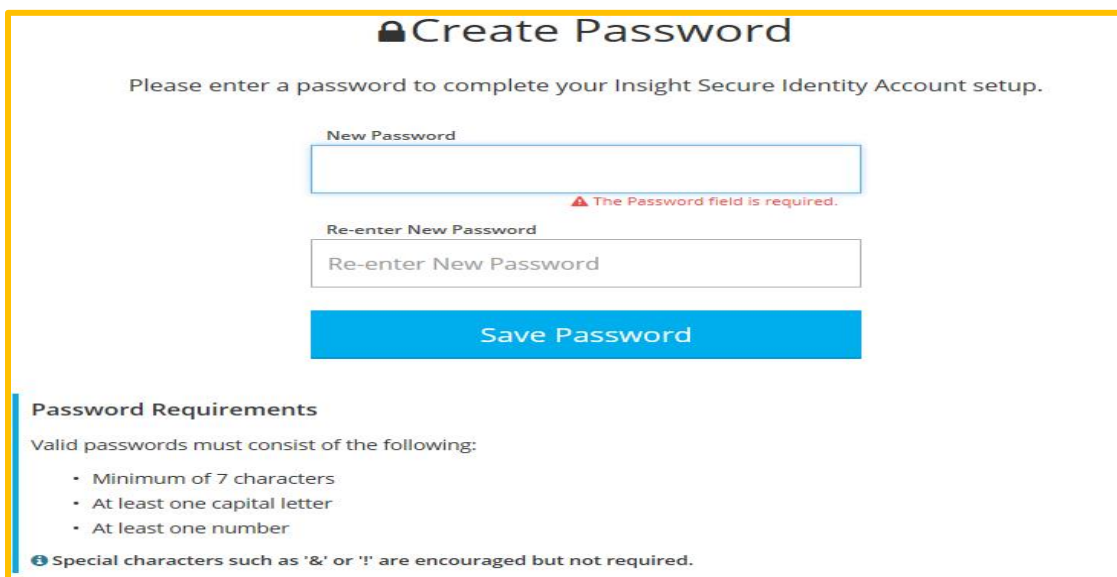 Create Password
Please enter a password to complete your Insight Secure Identity Account setup.
New Password
The Password field is required.
Re-enter New Password
Re-enter New Password
Save Password
Password Requirements
Valid passwords must consist of the following:
• Minimum of 7 characters
• At least one capital letter
• At least one number
Special characters such as '&' or '!' are encouraged but not required.